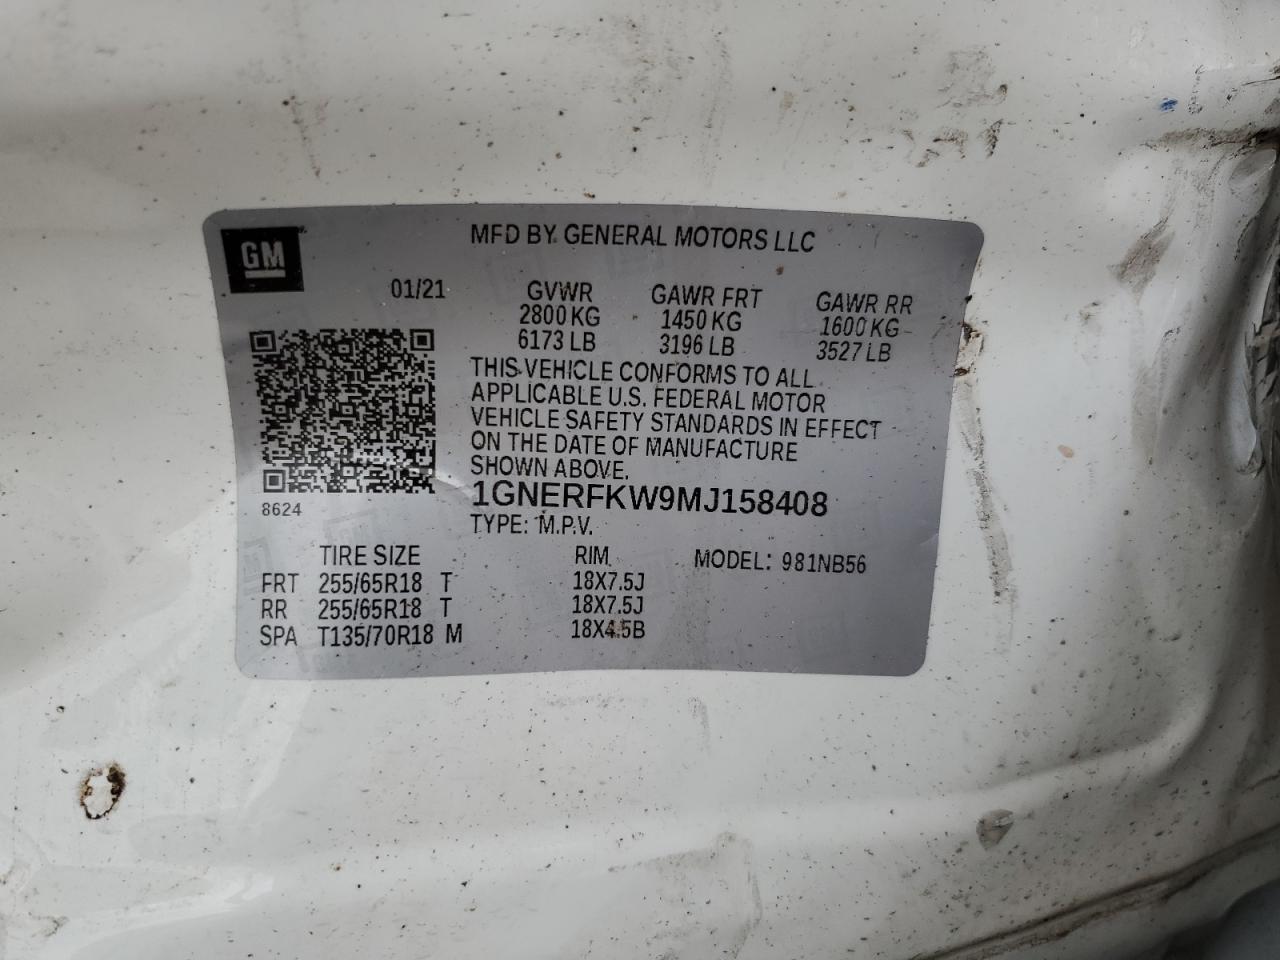 GM
MFD BY GENERAL MOTORS LLC
01/21
GVWR GAWR FRT GAWR RR
2800 KG 1450 KG 1600 KG
6173 LB 3196 LB 3527 LB
THIS VEHICLE CONFORMS TO ALL
APPLICABLE U.S. FEDERAL MOTOR
VEHICLE SAFETY STANDARDS IN EFFECT
ON THE DATE OF MANUFACTURE
SHOWN ABOVE.
1GNERFKW9MJ158408
8624
TYPE: M.P.V.
TIRE SIZE RIM MODEL: 981NB56
FRT 255/65R18 T 18X7.5J
RR 255/65R18 T 18X7.5J
SPA T135/70R18 M 18X4.5B